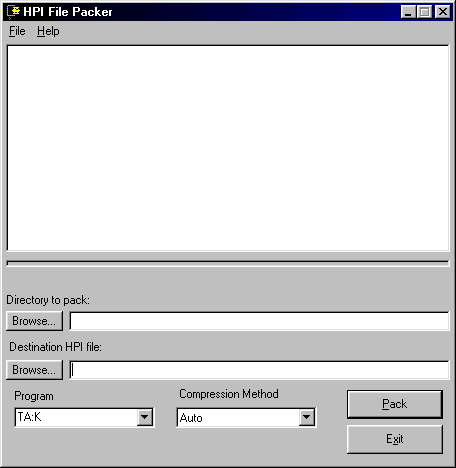 HPI File Packer
File Help
Directory to pack:
Browse...
Destination HPI file:
Browse...
Program Compression Method
TA:K Auto
Pack
Exit